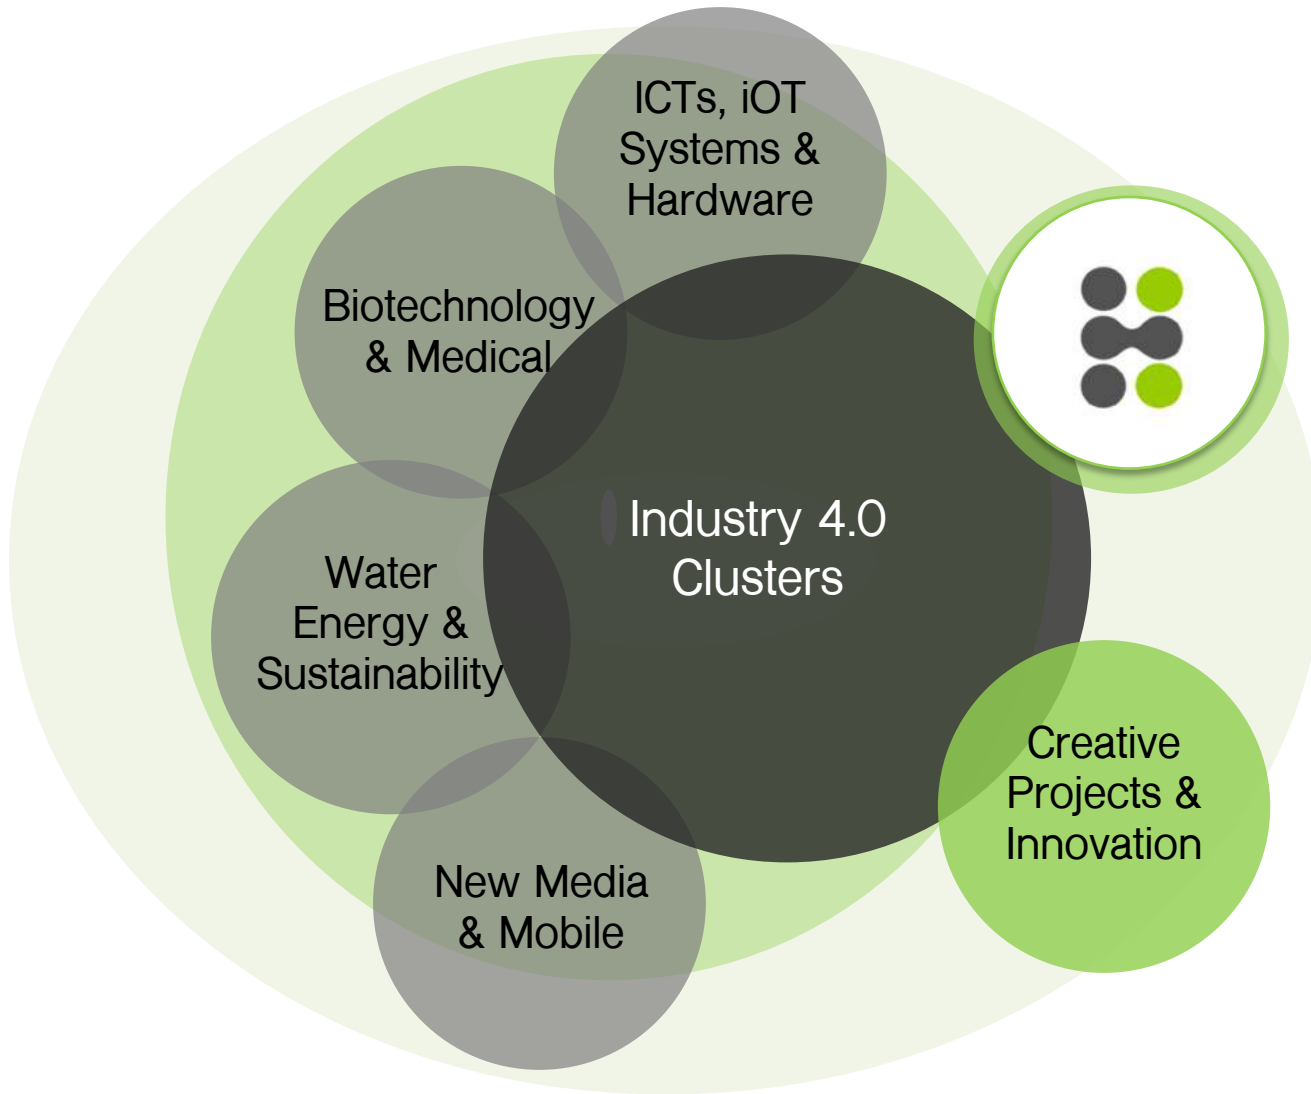 ICTs, iOT
Systems &
Hardware
Biotechnology
& Medical
Industry 4.0
Clusters
Water
Energy &
Sustainability
Creative
Projects &
Innovation
New Media
& Mobile